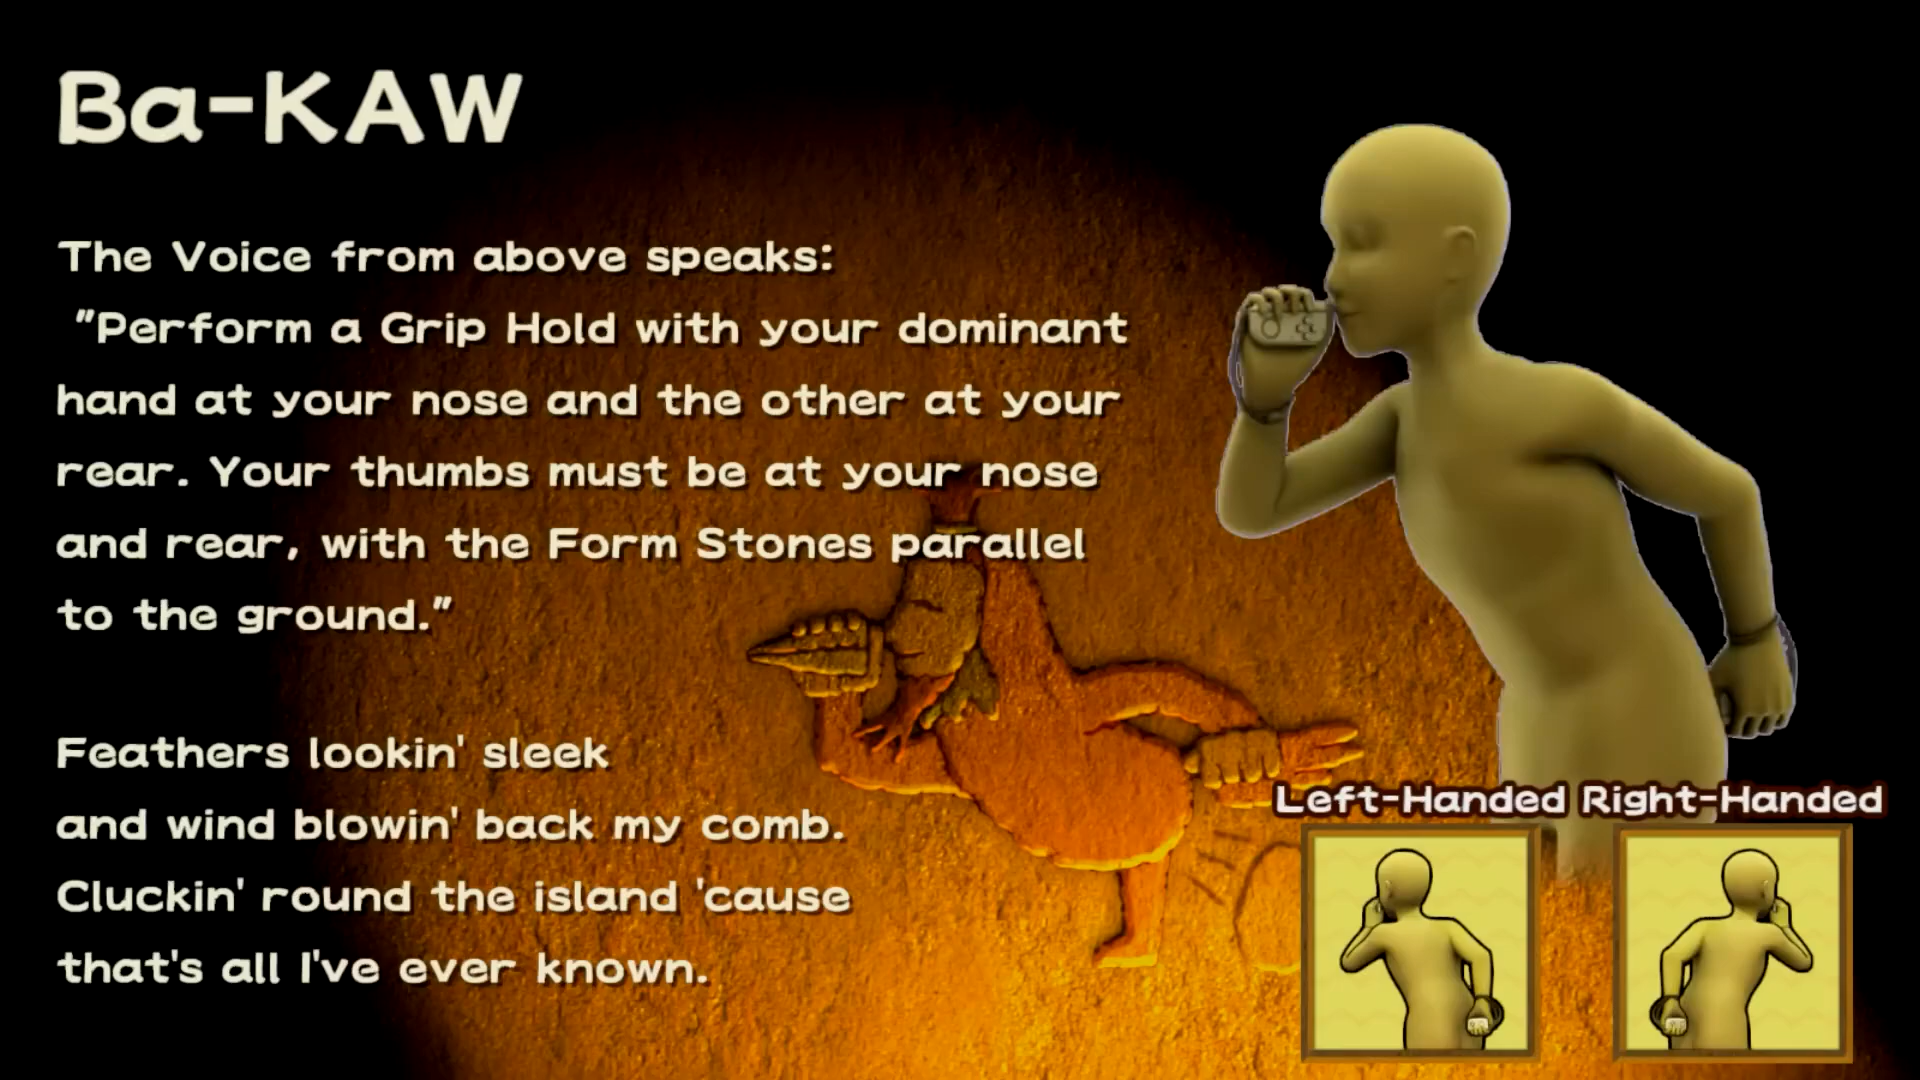 Ba-KAW
The Voice from above speaks:
"Perform a Grip Hold with your dominant
hand at your nose and the other at your
rear. Your thumbs must be at your nose
and rear, with the Form Stones parallel
to the ground."
Feathers lookin' sleek
and wind blowin' back my comb.
Cluckin' round the island 'cause
that's all I've ever known.
Left-Handed Right-Handed